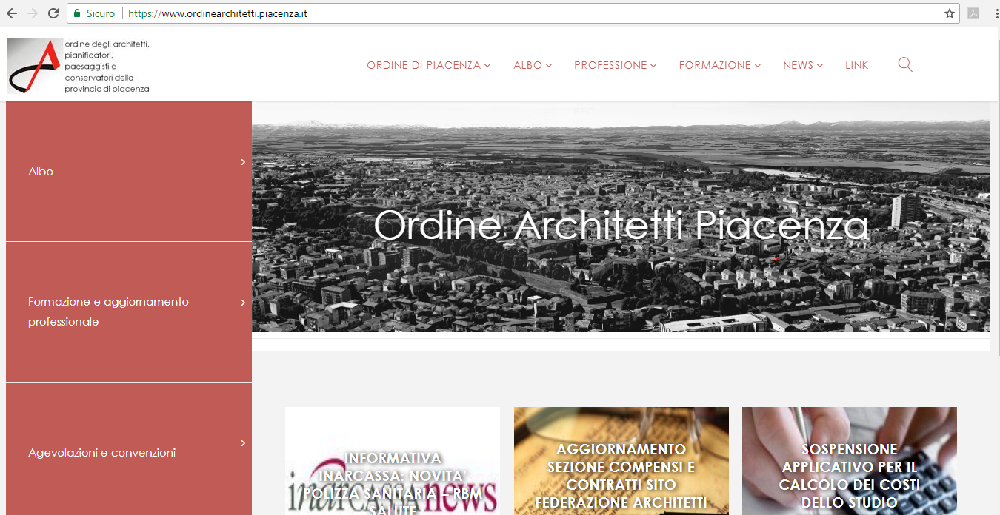 Sicuro https://www.ordinearchitetti.piacenza.it
ordine degli architetti,
pianificatori,
paesaggisti e
conservatori della
provincia di piacenza
ORDINE DI PIACENZA ALBO PROFESSIONE FORMAZIONE NEWS LINK
Albo
Formazione e aggiornamento
professionale
Agevolazioni e convenzioni
Ordine Architetti Piacenza
INFORMATIVA
INARCASSA: NOVITA'
POLIZZA SANITARIA – RBM
SALUTE
inarcassa news
AGGIORNAMENTO
SEZIONE COMPENSI E
CONTRATTI SITO
FEDERAZIONE ARCHITETTI
SOSPENSIONE
APPLICATIVO PER IL
CALCOLO DEI COSTI
DELLO STUDIO